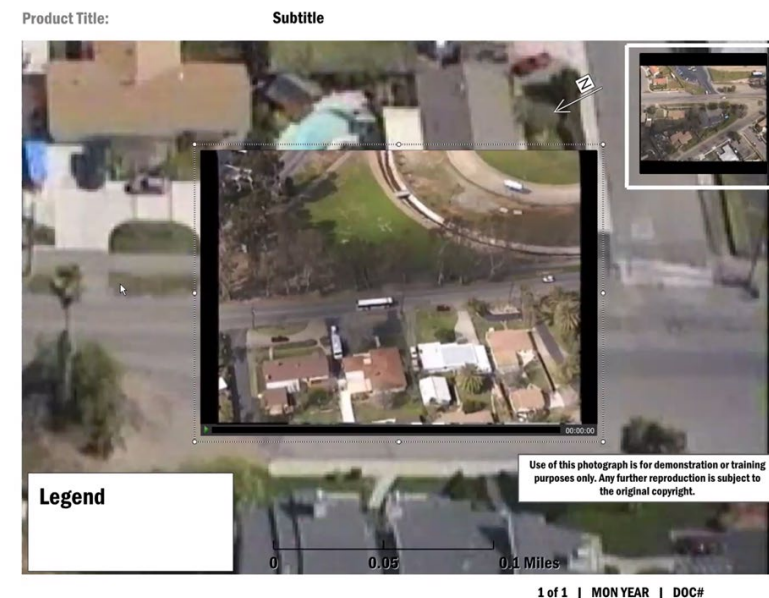 Product Title:
Subtitle
N
00:00:00
Use of this photograph is for demonstration or training
purposes only. Any further reproduction is subject to
the original copyright.
Legend
0 0.05 0.1 Miles
1 of 1 | MON YEAR | DOC#